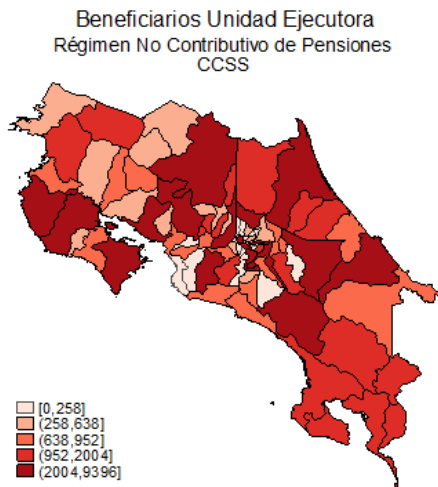 Beneficiarios Unidad Ejecutora
Régimen No Contributivo de Pensiones
CCSS
[0,258]
(258,638]
(638,952]
(952,2004]
(2004,9396]